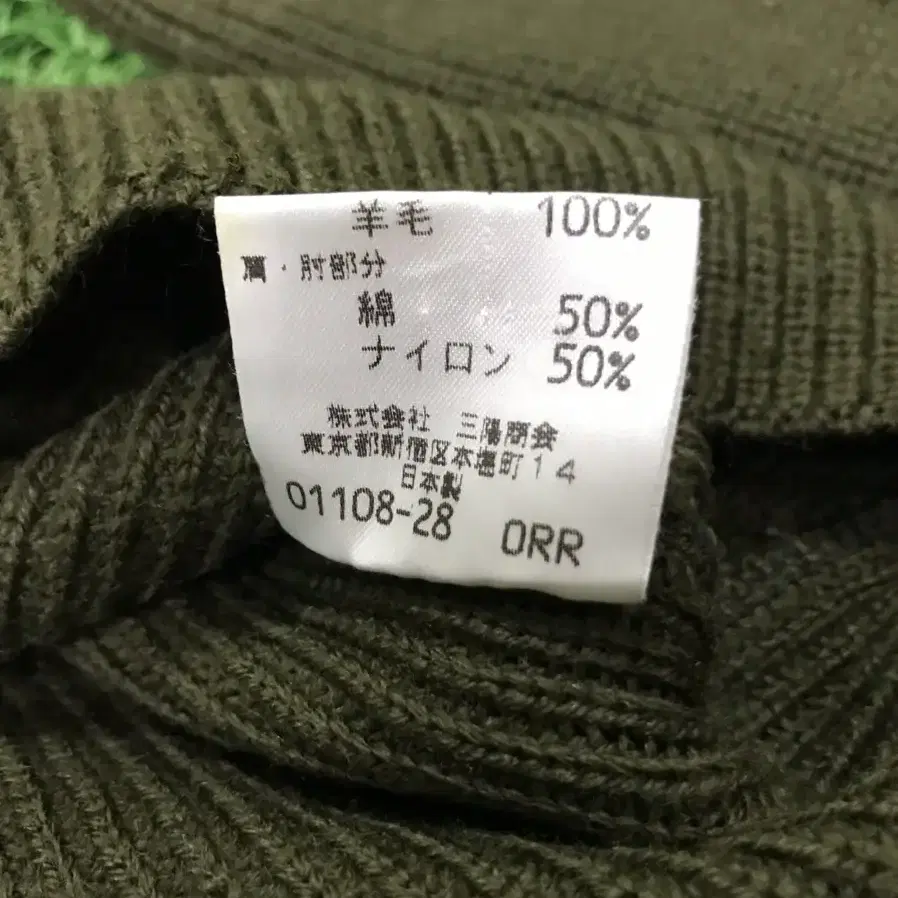 羊毛 100%
肩・肘部分
綿 50%
ナイロン 50%
株式会社 三陽商会
東京都新宿区本塩町14
日本製
01108-28 ORR